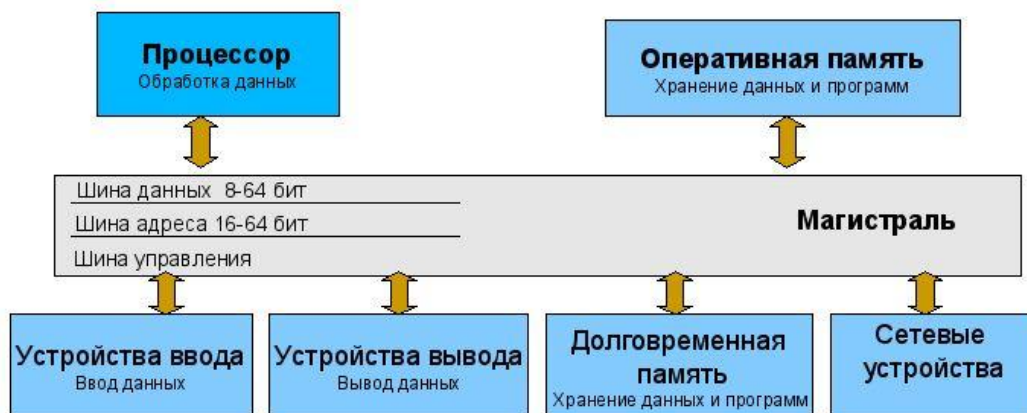 Процессор
Обработка данных
Оперативная память
Хранение данных и программ
Шина данных 8-64 бит
Шина адреса 16-64 бит
Шина управления
Магистраль
Устройства ввода
Ввод данных
Устройства вывода
Вывод данных
Долговременная
память
Хранение данных и программ
Сетевые
устройства